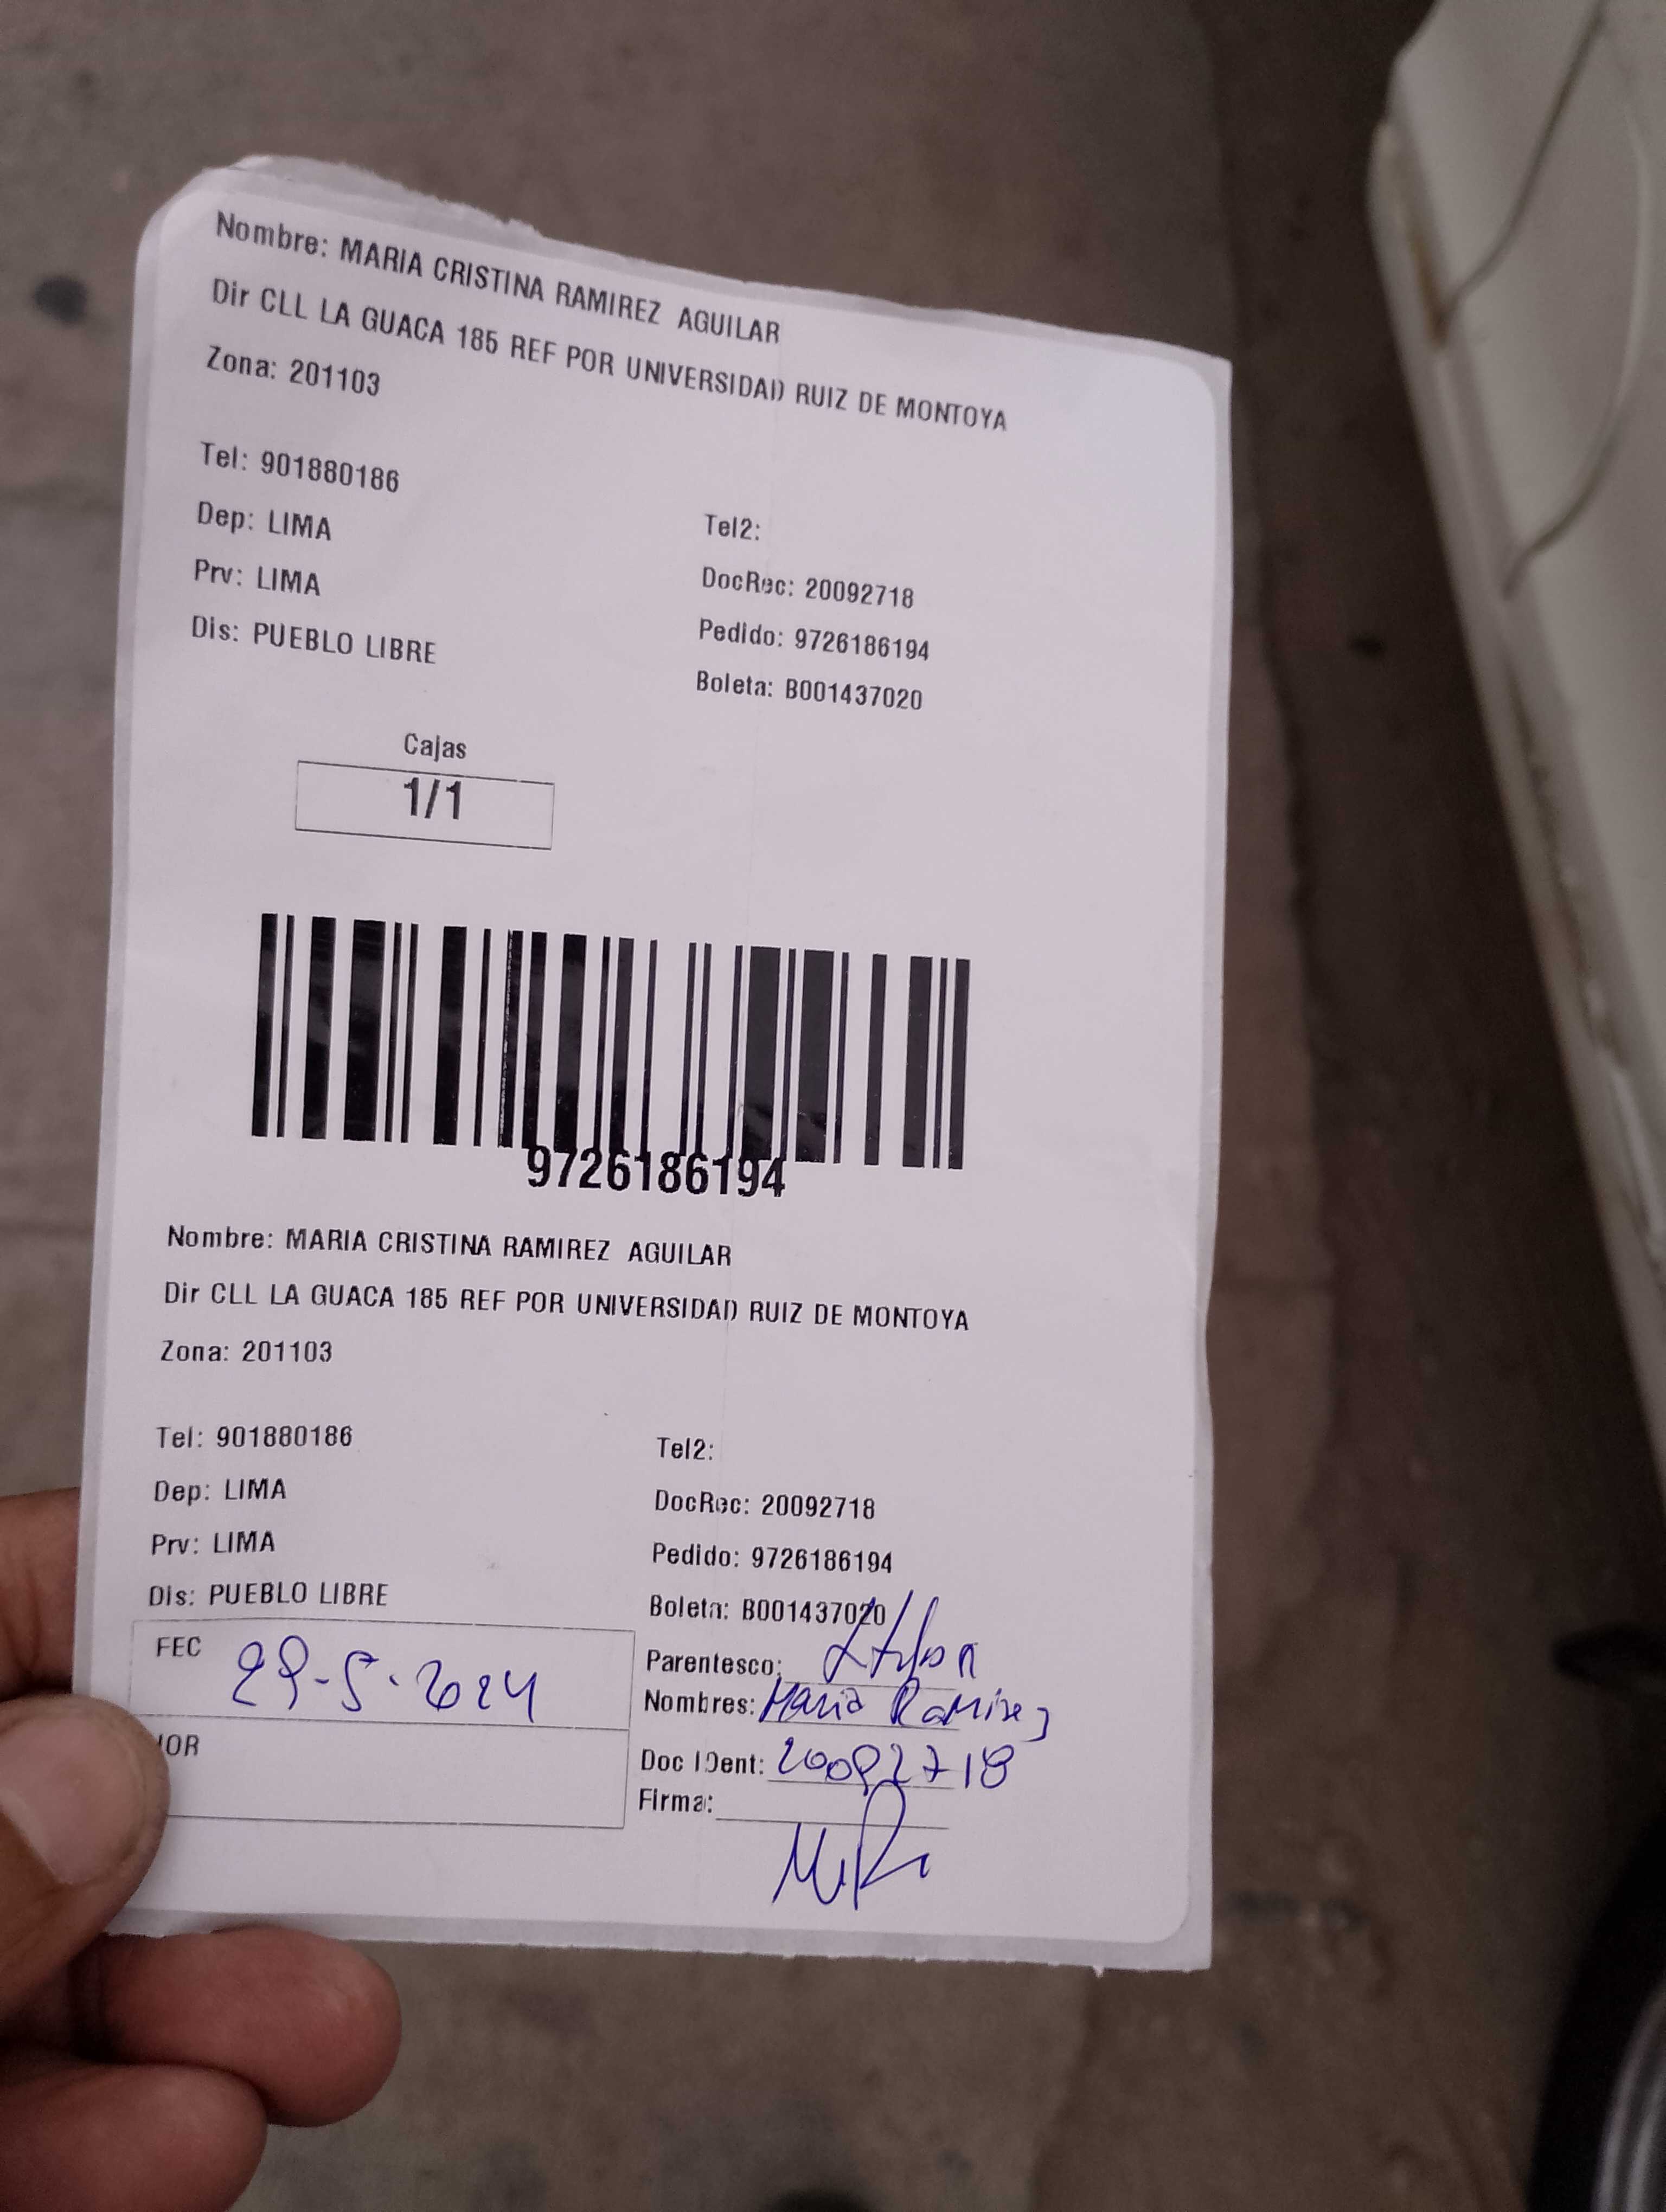 Nombre: MARIA CRISTINA RAMIREZ AGUILAR
Dir CLL LA GUACA 185 REF POR UNIVERSIDAD RUIZ DE MONTOYA
Zona: 201103
Tel: 901880186
Tel2:
Dep: LIMA
DocRec: 20092718
Prv: LIMA
Pedido: 9726186194
Dis: PUEBLO LIBRE
Boleta: B001437020
Cajas
1/1
9726186194
Nombre: MARIA CRISTINA RAMIREZ AGUILAR
Dir CLL LA GUACA 185 REF POR UNIVERSIDAD RUIZ DE MONTOYA
Zona: 201103
Tel: 901880186
Tel2:
Dep: LIMA
DocRec: 20092718
Prv: LIMA
Pedido: 9726186194
Dis: PUEBLO LIBRE
Boleta: B001437020
FEC 29-5-2024
Parentesco:
Nombres: Maria Ramirez
Doc IDent: 20092718
Firma: